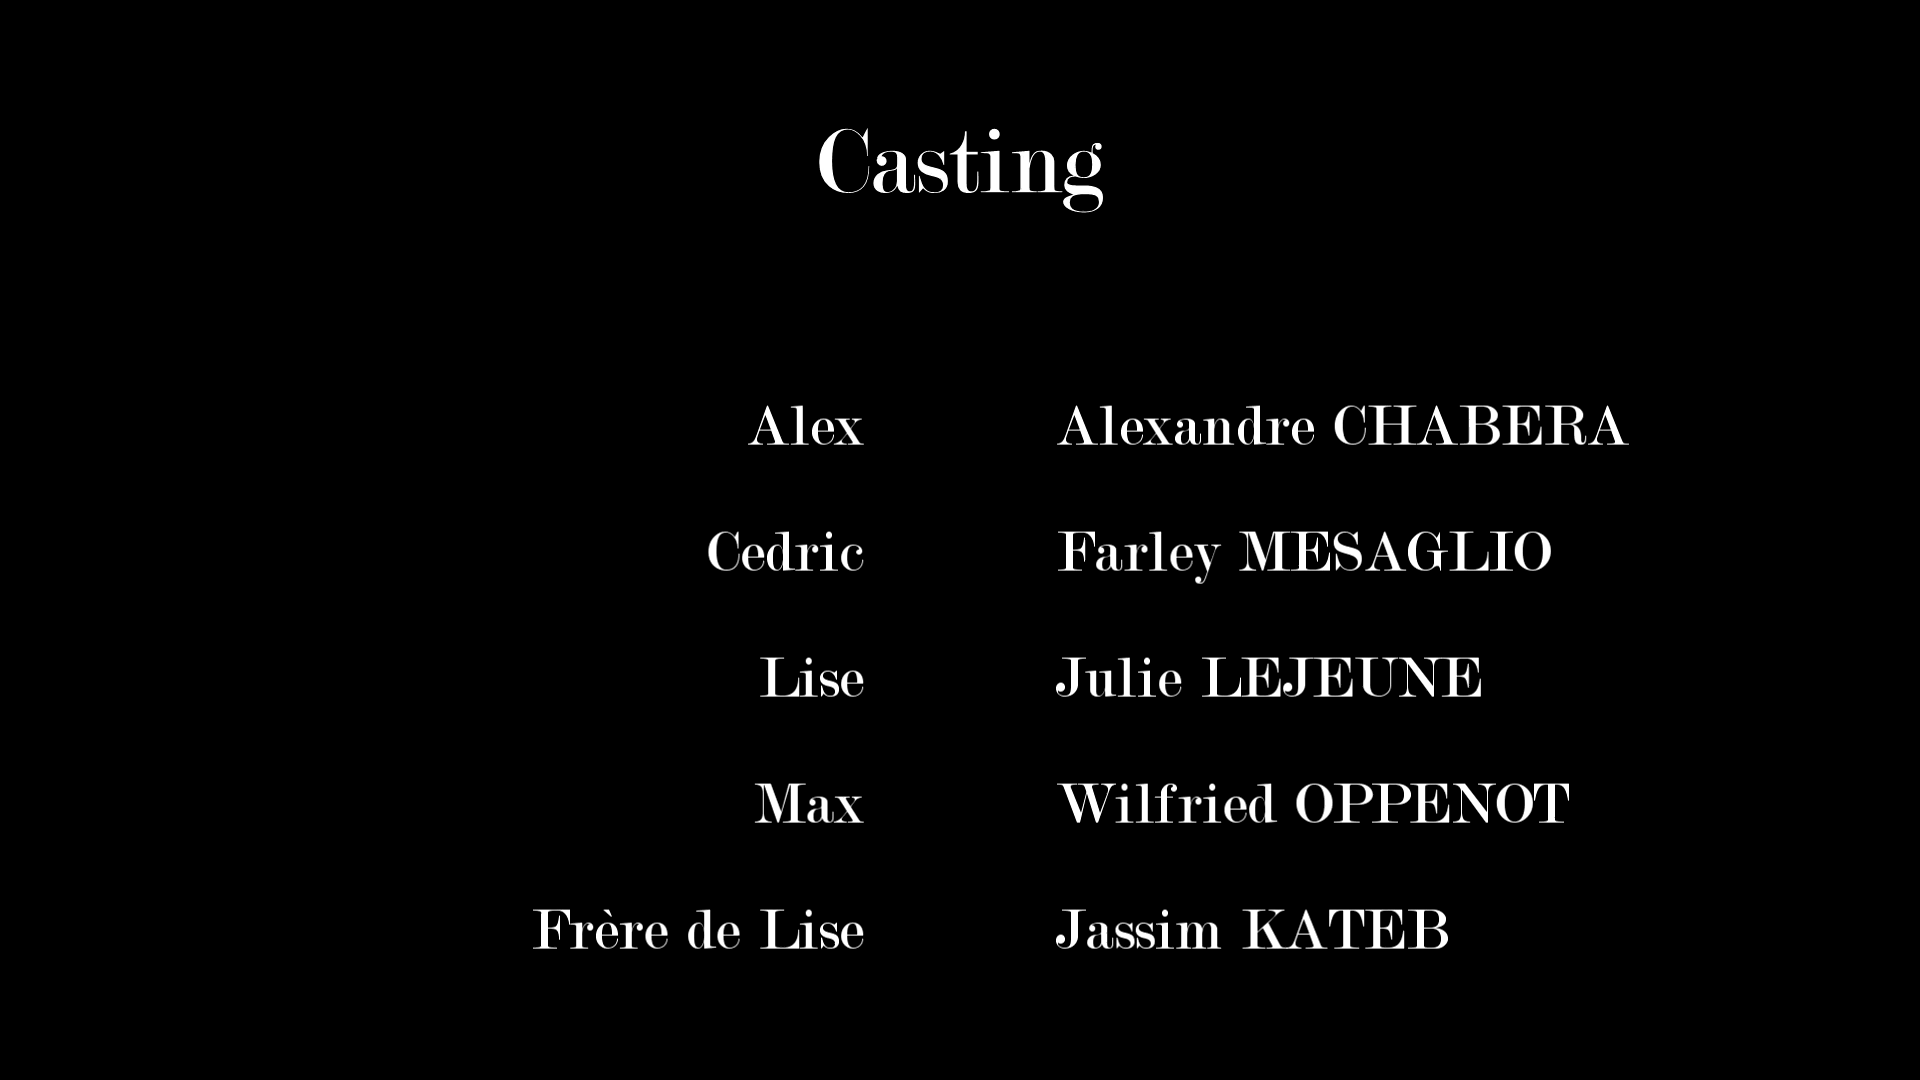 Casting
Alex Alexandre CHABERA
Cedric Farley MESAGLIO
Lise Julie LEJEUNE
Max Wilfried OPPENOT
Frère de Lise Jassim KATEB